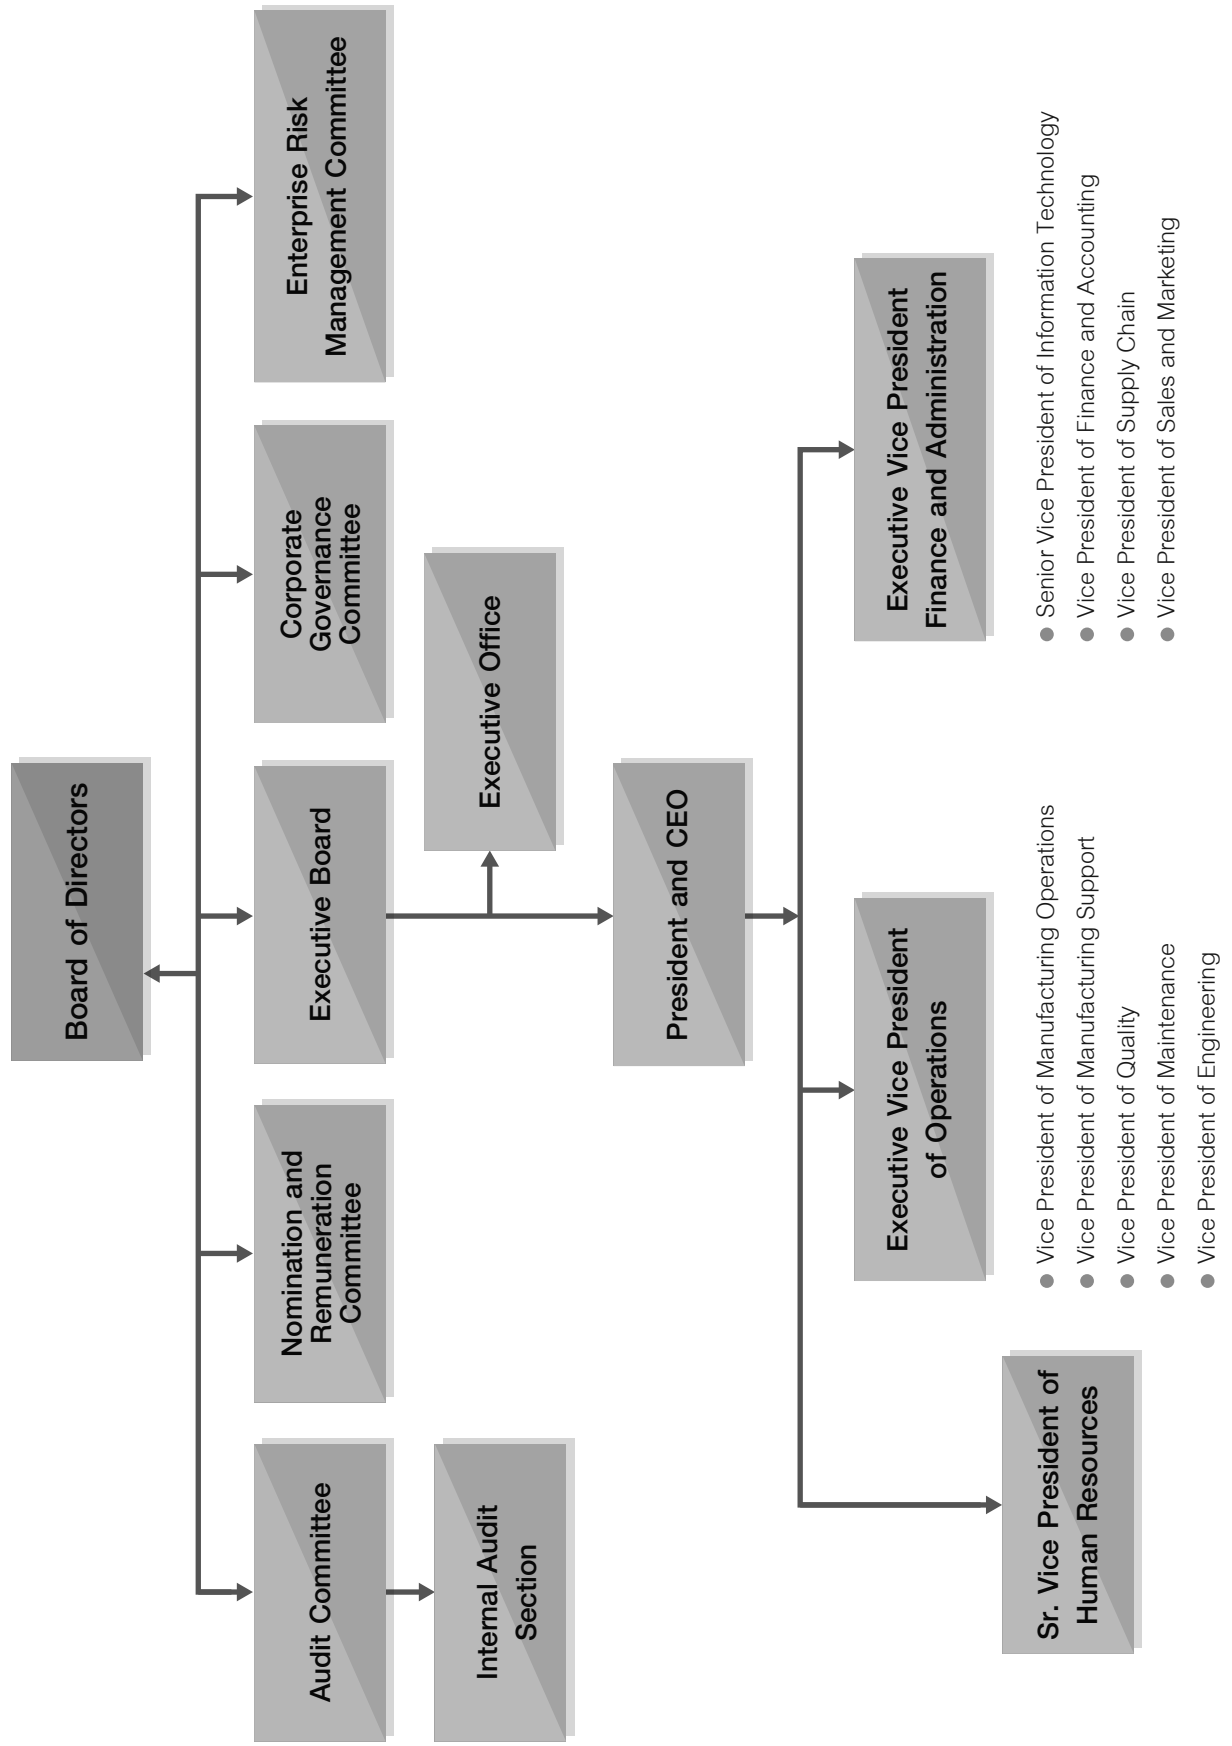 Board of Directors
Audit Committee
Nomination and
Remuneration
Committee
Executive Board
Corporate
Governance
Committee
Enterprise Risk
Management Committee
Internal Audit
Section
Executive Office
President and CEO
Sr. Vice President of
Human Resources
Executive Vice President
of Operations
Vice President of Manufacturing Operations
Vice President of Manufacturing Support
Vice President of Quality
Vice President of Maintenance
Vice President of Engineering
Executive Vice President
Finance and Administration
Senior Vice President of Information Technology
Vice President of Finance and Accounting
Vice President of Supply Chain
Vice President of Sales and Marketing